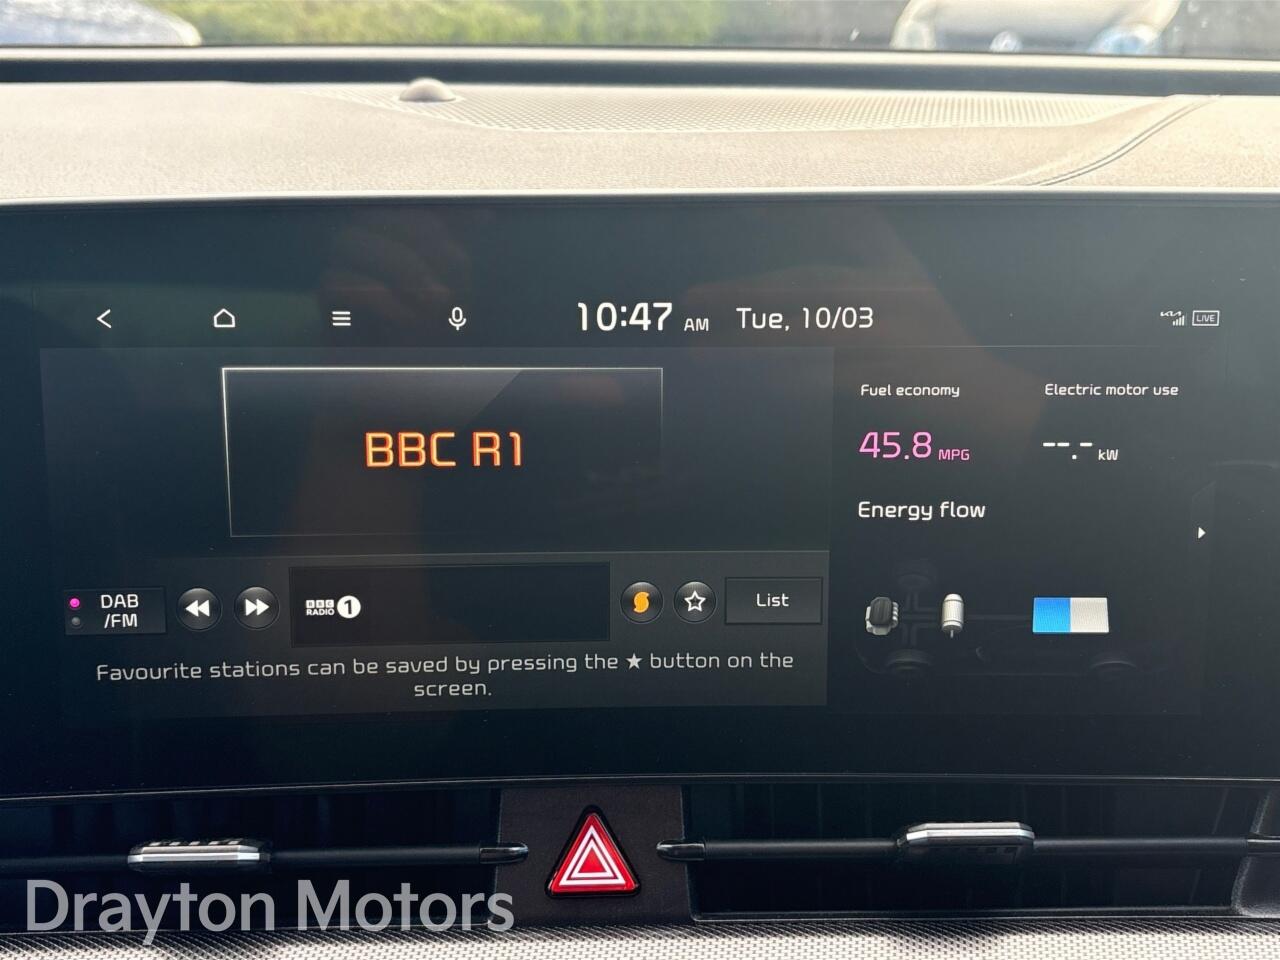 10:47 AM Tue, 10/03
LIVE
BBC R1
Fuel economy
45.8 MPG
Electric motor use
--.- kW
Energy flow
DAB
/FM
BBC
RADIO 1
List
Favourite stations can be saved by pressing the ★ button on the
screen.
Drayton Motors